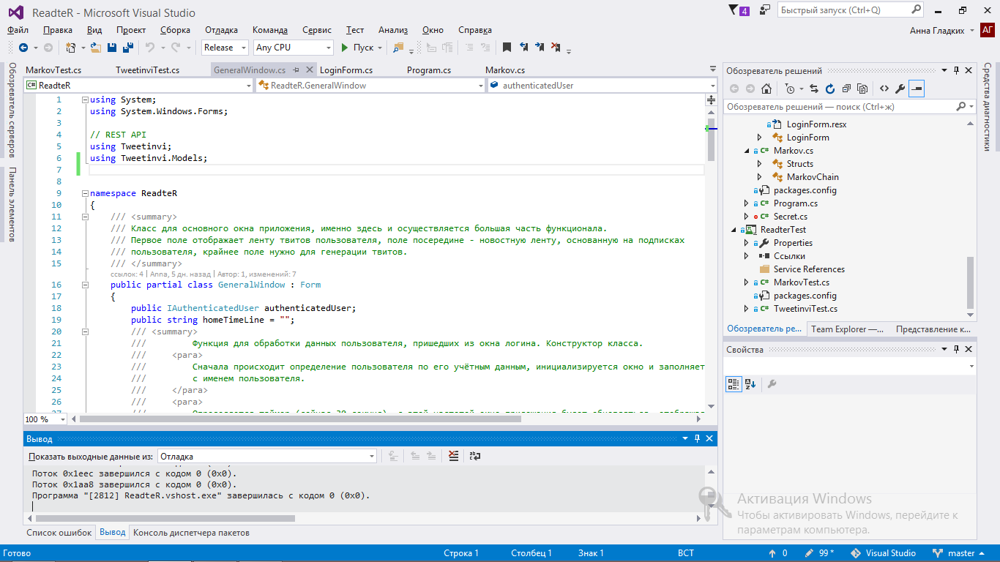 ReadteR - Microsoft Visual Studio
4
Быстрый запуск (Ctrl+Q)
Файл Правка Вид Проект Сборка Отладка Команда Сервис Тест Анализ Окно Справка
Анна Гладких АГ
Release Any CPU Пуск
Обозреватель серверов
Панель элементов
MarkovTest.cs TweetinviTest.cs GeneralWindow.cs LoginForm.cs Program.cs Markov.cs
C# ReadteR ReadteR.GeneralWindow authenticatedUser
1 using System;
2 using System.Windows.Forms;
3
4 // REST API
5 using Tweetinvi;
6 using Tweetinvi.Models;
7
8
9 namespace ReadteR
10 {
11 /// <summary>
12 /// Класс для основного окна приложения, именно здесь и осуществляется большая часть функционала.
13 /// Первое поле отображает ленту твитов пользователя, поле посередине - новостную ленту, основанную на подписках
14 /// пользователя, крайнее поле нужно для генерации твитов.
15 /// </summary>
ссылок: 4 | Anna, 5 дн. назад | Автор: 1, изменений: 7
16 public partial class GeneralWindow : Form
17 {
18 public IAuthenticatedUser authenticatedUser;
19 public string homeTimeLine = "";
20 /// <summary>
21 /// Функция для обработки данных пользователя, пришедших из окна логина. Конструктор класса.
22 /// <para>
23 /// Сначала происходит определение пользователя по его учётным данным, инициализируется окно и заполняет
24 /// с именем пользователя.
25 /// </para>
26 /// <para>
100 %
Вывод
Показать выходные данные из: Отладка
Поток 0x1eec завершился с кодом 0 (0x0).
Поток 0x1aa8 завершился с кодом 0 (0x0).
Программа "[2812] ReadteR.vshost.exe" завершилась с кодом 0 (0x0).
Список ошибок Вывод Консоль диспетчера пакетов
Обозреватель решений
Обозреватель решений — поиск (Ctrl+ж)
LoginForm.resx
LoginForm
C# Markov.cs
Structs
MarkovChain
packages.config
C# Program.cs
C# Secret.cs
ReadterTest
Properties
Ссылки
Service References
C# MarkovTest.cs
packages.config
C# TweetinviTest.cs
Обозреватель ре... Team Explorer —... Представление к...
Свойства
Средства диагностики
Активация Windows
Чтобы активировать Windows, перейдите к
параметрам компьютера.
Готово Строка 1 Столбец 1 Знак 1 ВСТ 0 99* Visual Studio master